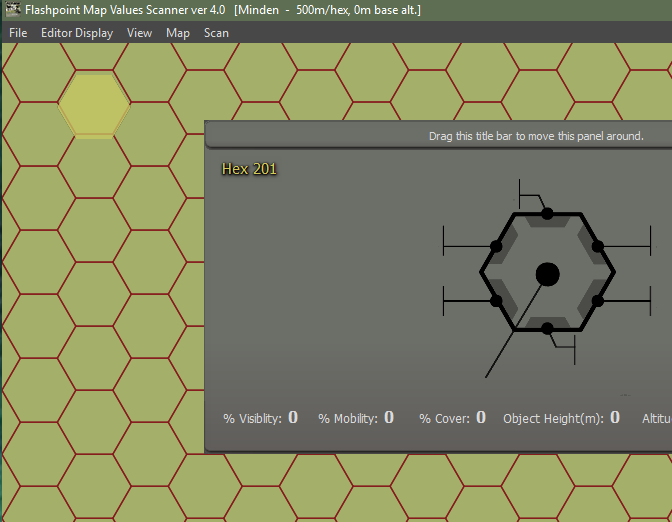 Flashpoint Map Values Scanner ver 4.0 [Minden - 500m/hex, 0m base alt.]
File Editor Display View Map Scan
Drag this title bar to move this panel around.
Hex 201
% Visiblity: 0 % Mobility: 0 % Cover: 0 Object Height(m): 0 Altitu